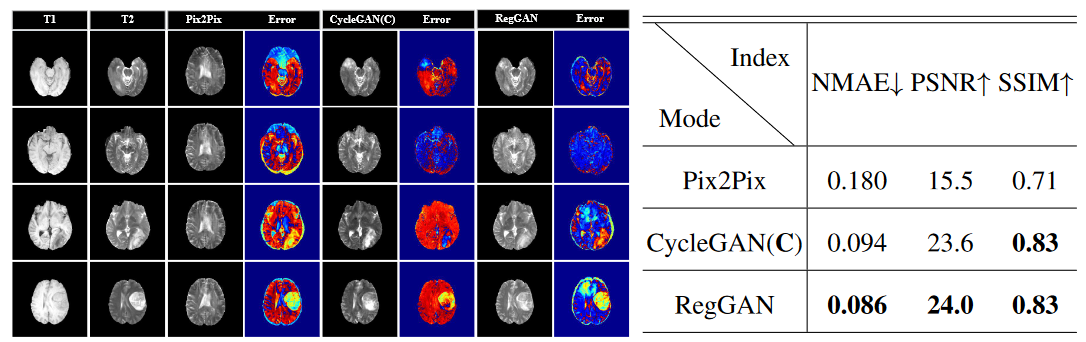 T1 T2 Pix2Pix Error CycleGAN(C) Error RegGAN Error
Index
Mode
NMAE↓ PSNR↑ SSIM↑
Pix2Pix 0.180 15.5 0.71
CycleGAN(C) 0.094 23.6 0.83
RegGAN 0.086 24.0 0.83